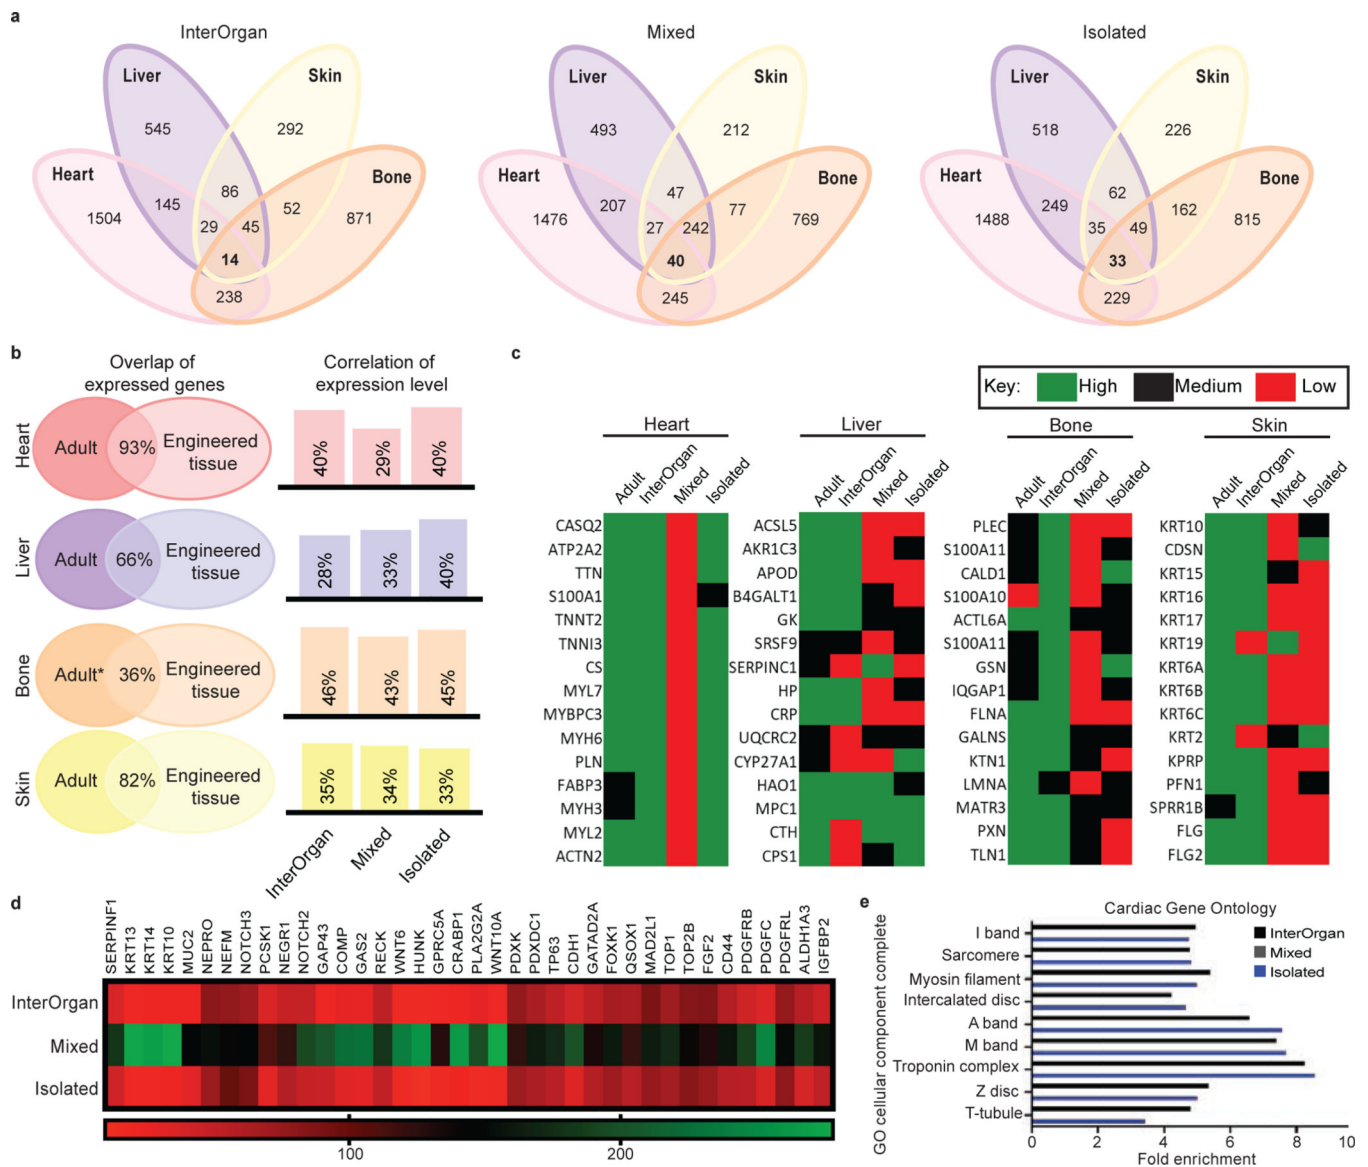 a
InterOrgan
Mixed
Isolated
Liver
Skin
Heart
Bone
545
292
86
145
52
1504
871
29
45
14
238
Liver
Skin
Heart
Bone
493
212
47
207
77
1476
769
27
242
40
245
Liver
Skin
Heart
Bone
518
226
62
249
162
1488
815
35
49
33
229
b
Overlap of
expressed genes
Correlation of
expression level
Heart
Adult
93%
Engineered
tissue
40%
29%
40%
Liver
Adult
66%
Engineered
tissue
28%
33%
40%
Bone
Adult*
36%
Engineered
tissue
46%
43%
45%
Skin
Adult
82%
Engineered
tissue
35%
34%
33%
InterOrgan
Mixed
Isolated
c
Key: High Medium Low
Heart
Adult
InterOrgan
Mixed
Isolated
CASQ2
ATP2A2
TTN
S100A1
TNNT2
TNNI3
CS
MYL7
MYBPC3
MYH6
PLN
FABP3
MYH3
MYL2
ACTN2
Liver
Adult
InterOrgan
Mixed
Isolated
ACSL5
AKR1C3
APOD
B4GALT1
GK
SRSF9
SERPINC1
HP
CRP
UQCRC2
CYP27A1
HAO1
MPC1
CTH
CPS1
Bone
Adult
InterOrgan
Mixed
Isolated
PLEC
S100A11
CALD1
S100A10
ACTL6A
S100A11
GSN
IQGAP1
FLNA
GALNS
KTN1
LMNA
MATR3
PXN
TLN1
Skin
Adult
InterOrgan
Mixed
Isolated
KRT10
CDSN
KRT15
KRT16
KRT17
KRT19
KRT6A
KRT6B
KRT6C
KRT2
KPRP
PFN1
SPRR1B
FLG
FLG2
d
SERPINF1
KRT13
KRT14
KRT10
MUC2
NEPRO
NEFM
NOTCH3
PCSK1
NEGR1
NOTCH2
GAP43
COMP
GAS2
RECK
WNT6
HUNK
GPRC5A
CRABP1
PLA2G2A
WNT10A
PDXK
PDXDC1
TP63
CDH1
GATAD2A
FOXK1
QSOX1
MAD2L1
TOP1
TOP2B
FGF2
CD44
PDGFRB
PDGFC
PDGFRL
ALDH1A3
IGFBP2
InterOrgan
Mixed
Isolated
100
200
e
Cardiac Gene Ontology
InterOrgan
Mixed
Isolated
GO cellular component complete
I band
Sarcomere
Myosin filament
Intercalated disc
A band
M band
Troponin complex
Z disc
T-tubule
0 2 4 6 8 10
Fold enrichment